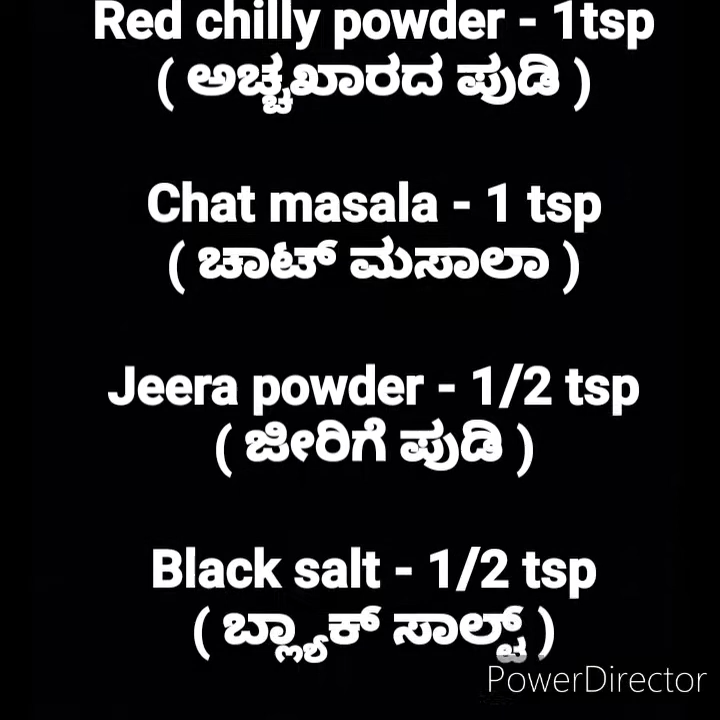 Red chilly powder - 1tsp
( ಅಚ್ಚಖಾರದ ಪುಡಿ )
Chat masala - 1 tsp
( ಚಾಟ್ ಮಸಾಲಾ )
Jeera powder - 1/2 tsp
( ಜೀರಿಗೆ ಪುಡಿ )
Black salt - 1/2 tsp
( ಬ್ಲ್ಯಾಕ್ ಸಾಲ್ಟ್ )
PowerDirector